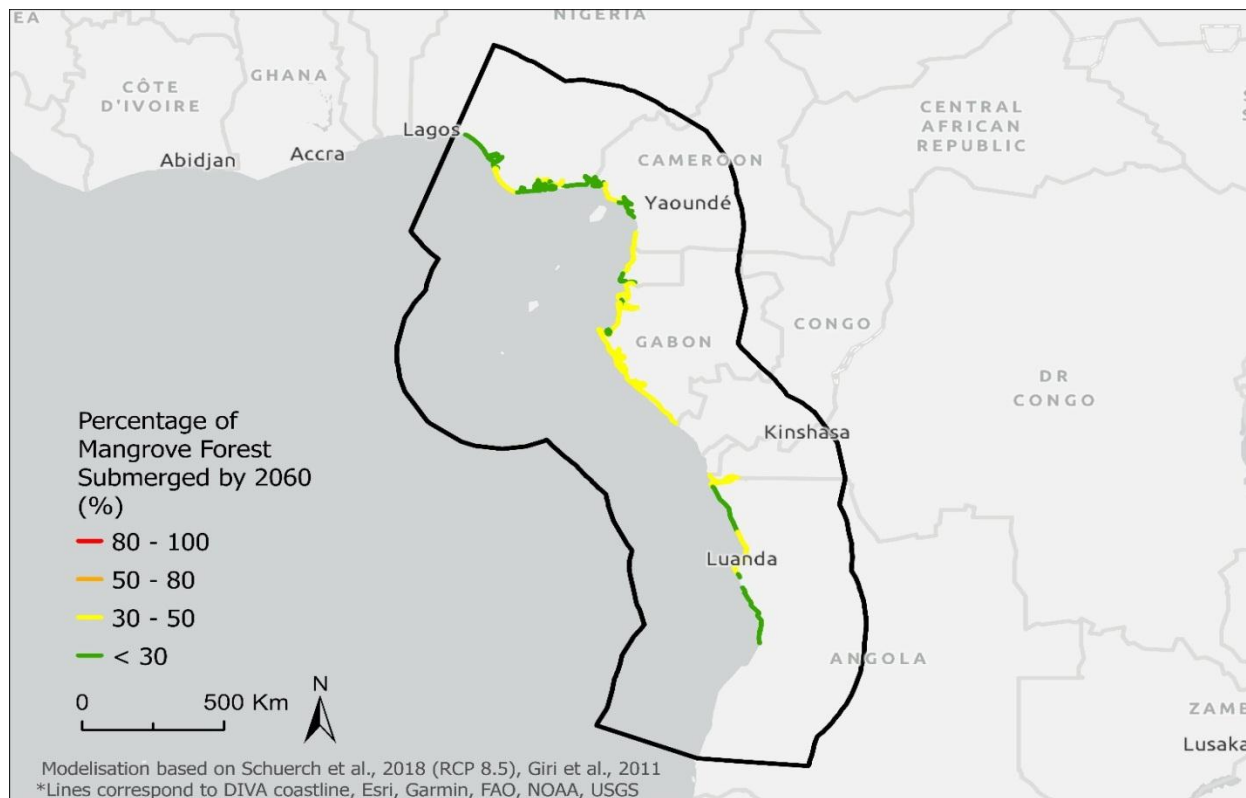 EA
NIGERIA
CÔTE
D'IVOIRE
GHANA
Lagos
Abidjan
Accra
CENTRAL
AFRICAN
REPUBLIC
CAMEROON
Yaoundé
GABON
CONGO
DR
CONGO
Kinshasa
Luanda
ANGOLA
ZAMB
Lusaka
Percentage of
Mangrove Forest
Submerged by 2060
(%)
80 - 100
50 - 80
30 - 50
< 30
0 500 Km
N
Modelisation based on Schuerch et al., 2018 (RCP 8.5), Giri et al., 2011
*Lines correspond to DIVA coastline, Esri, Garmin, FAO, NOAA, USGS